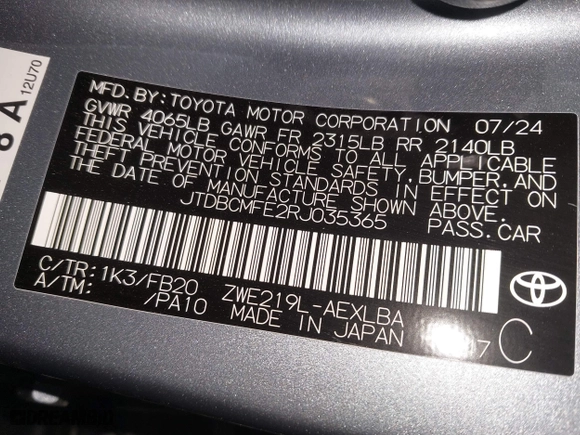 8 A
12U70
MFD.BY:TOYOTA MOTOR CORPORATION 07/24
GVWR 4065LB GAWR FR 2315LB RR 2140LB
THIS VEHICLE CONFORMS TO ALL APPLICABLE
FEDERAL MOTOR VEHICLE SAFETY,BUMPER,AND
THEFT PREVENTION STANDARDS IN EFFECT ON
THE DATE OF MANUFACTURE SHOWN ABOVE.
JTDBCMFE2RJ035365 PASS.CAR
C/TR:1K3/FB20 ZWE219L-AEXLBA
A/TM: /PA10 MADE IN JAPAN
C